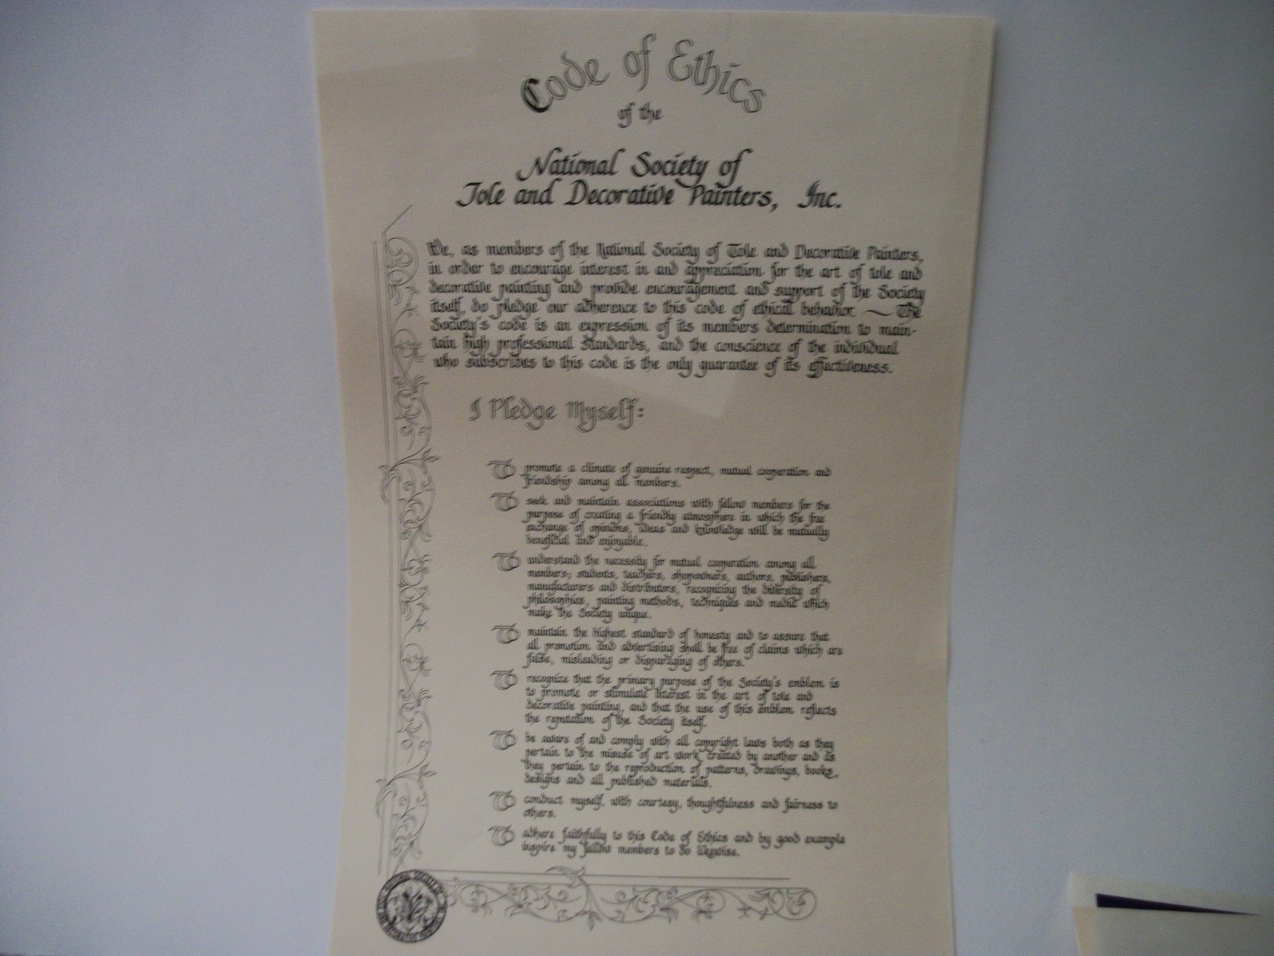 Code of Ethics
of the
National Society of
Tole and Decorative Painters, Inc.
We, as members of the National Society of Tole and Decorative Painters,
in order to encourage interest in and appreciation for the art of tole and
decorative painting and provide encouragement and support of the Society
itself, do pledge our adherence to this code of ethical behavior. ~ The
Society's code is an expression of its members determination to main-
tain high professional standards, and the conscience of the individual
who subscribes to this code is the only guarantee of its effectiveness.
I Pledge Myself:
To promote a climate of genuine respect, mutual cooperation and
friendship among all members.
To seek and maintain associations with fellow members for the
purpose of creating a friendly atmosphere in which the free
exchange of opinions, ideas and knowledge will be mutually
beneficial and enjoyable.
To understand the necessity for mutual cooperation among all
members; students, teachers, shopowners, authors, publishers,
manufacturers and distributors, recognizing the diversity of
philosophies, painting methods, techniques and media which
make the Society unique.
To maintain the highest standard of honesty and to assure that
all promotion and advertising shall be free of claims which are
false, misleading or disparaging of others.
To recognize that the primary purpose of the Society's emblem is
to promote or stimulate interest in the art of tole and
decorative painting, and that the use of this emblem reflects
the reputation of the Society itself.
To be aware of and comply with all copyright laws both as they
pertain to the misuse of art work created by another and as
they pertain to the reproduction of patterns, drawings, books,
designs and all published materials.
To conduct myself with courtesy, thoughtfulness and fairness to
others.
To adhere faithfully to this Code of Ethics and by good example
inspire my fellow members to do likewise.